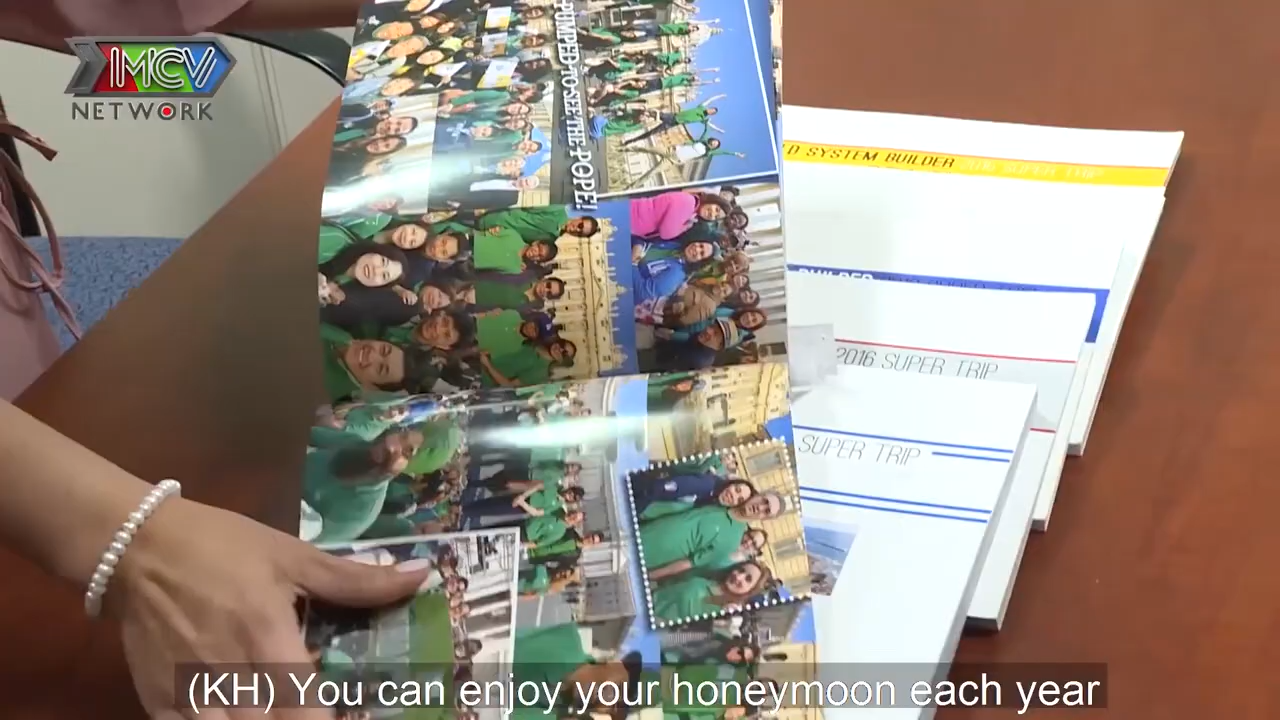 MCV
NETWORK
PUMPED TO SEE THE POPE!
D SYSTEM BUILDER 2016 SUPER TRIP
BUILDER
2016 SUPER TRIP
SUPER TRIP
(KH) You can enjoy your honeymoon each year